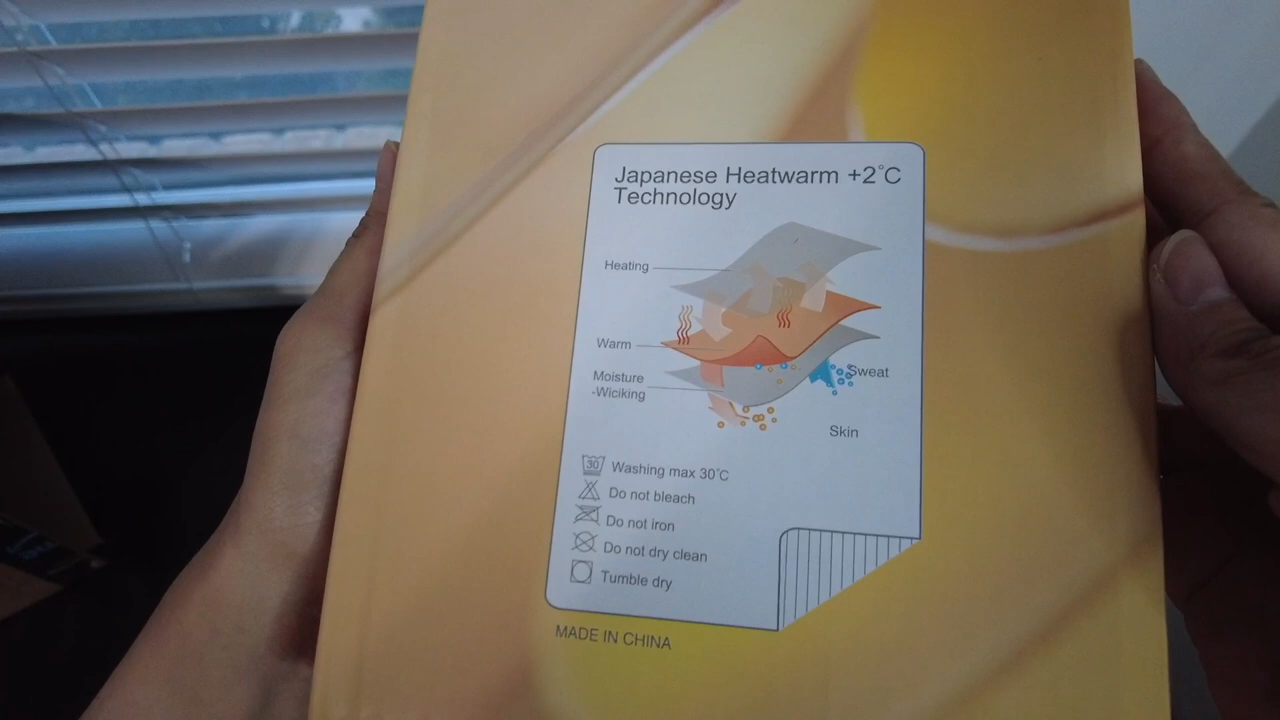 Japanese Heatwarm +2°C
Technology
Heating
Warm
Moisture
-Wiciking
Sweat
Skin
30 Washing max 30°C
Do not bleach
Do not iron
Do not dry clean
Tumble dry
MADE IN CHINA